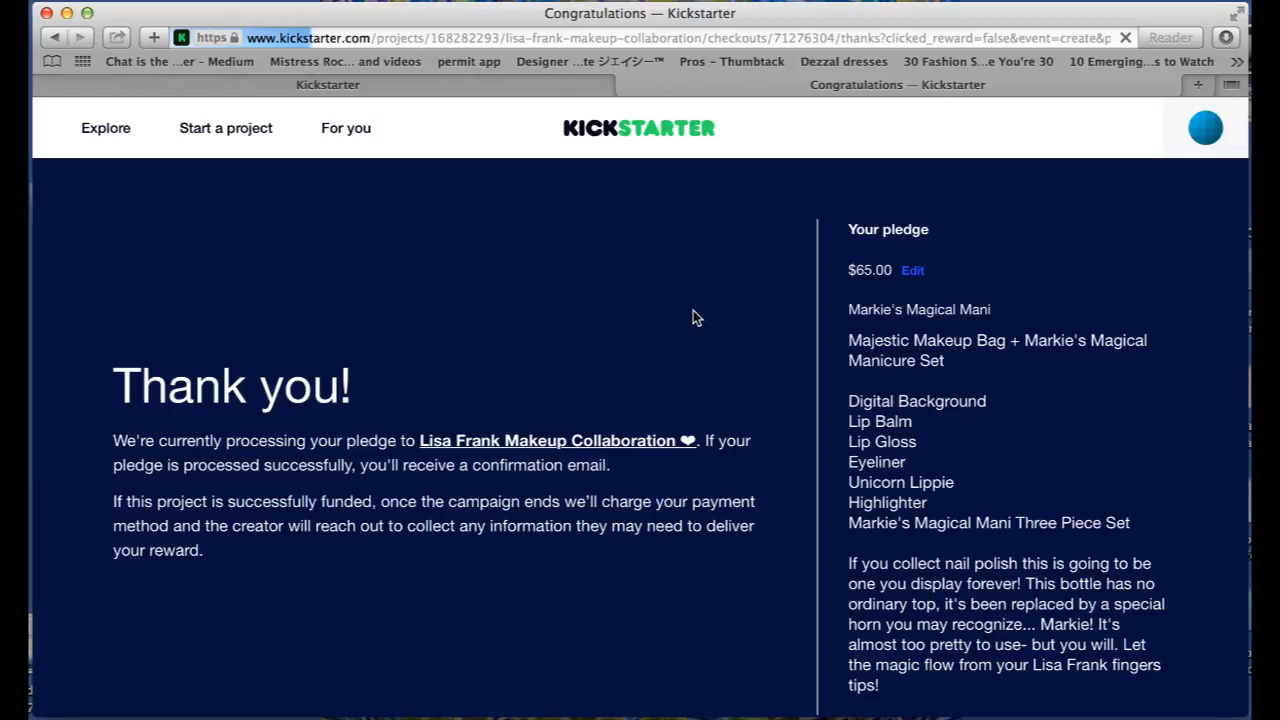 Congratulations — Kickstarter
https www.kickstarter.com/projects/168282293/lisa-frank-makeup-collaboration/checkouts/71276304/thanks?clicked_reward=false&event=create&p
Reader
Chat is the ...er - Medium
Mistress Roc... and videos
permit app
Designer ...te ジェイシー™
Pros - Thumbtack
Dezzal dresses
30 Fashion S...e You're 30
10 Emerging...s to Watch
Kickstarter
Congratulations — Kickstarter
Explore
Start a project
For you
KICKSTARTER
Thank you!
We're currently processing your pledge to Lisa Frank Makeup Collaboration ❤. If your
pledge is processed successfully, you'll receive a confirmation email.
If this project is successfully funded, once the campaign ends we'll charge your payment
method and the creator will reach out to collect any information they may need to deliver
your reward.
Your pledge
$65.00 Edit
Markie's Magical Mani
Majestic Makeup Bag + Markie's Magical
Manicure Set
Digital Background
Lip Balm
Lip Gloss
Eyeliner
Unicorn Lippie
Highlighter
Markie's Magical Mani Three Piece Set
If you collect nail polish this is going to be
one you display forever! This bottle has no
ordinary top, it's been replaced by a special
horn you may recognize... Markie! It's
almost too pretty to use- but you will. Let
the magic flow from your Lisa Frank fingers
tips!